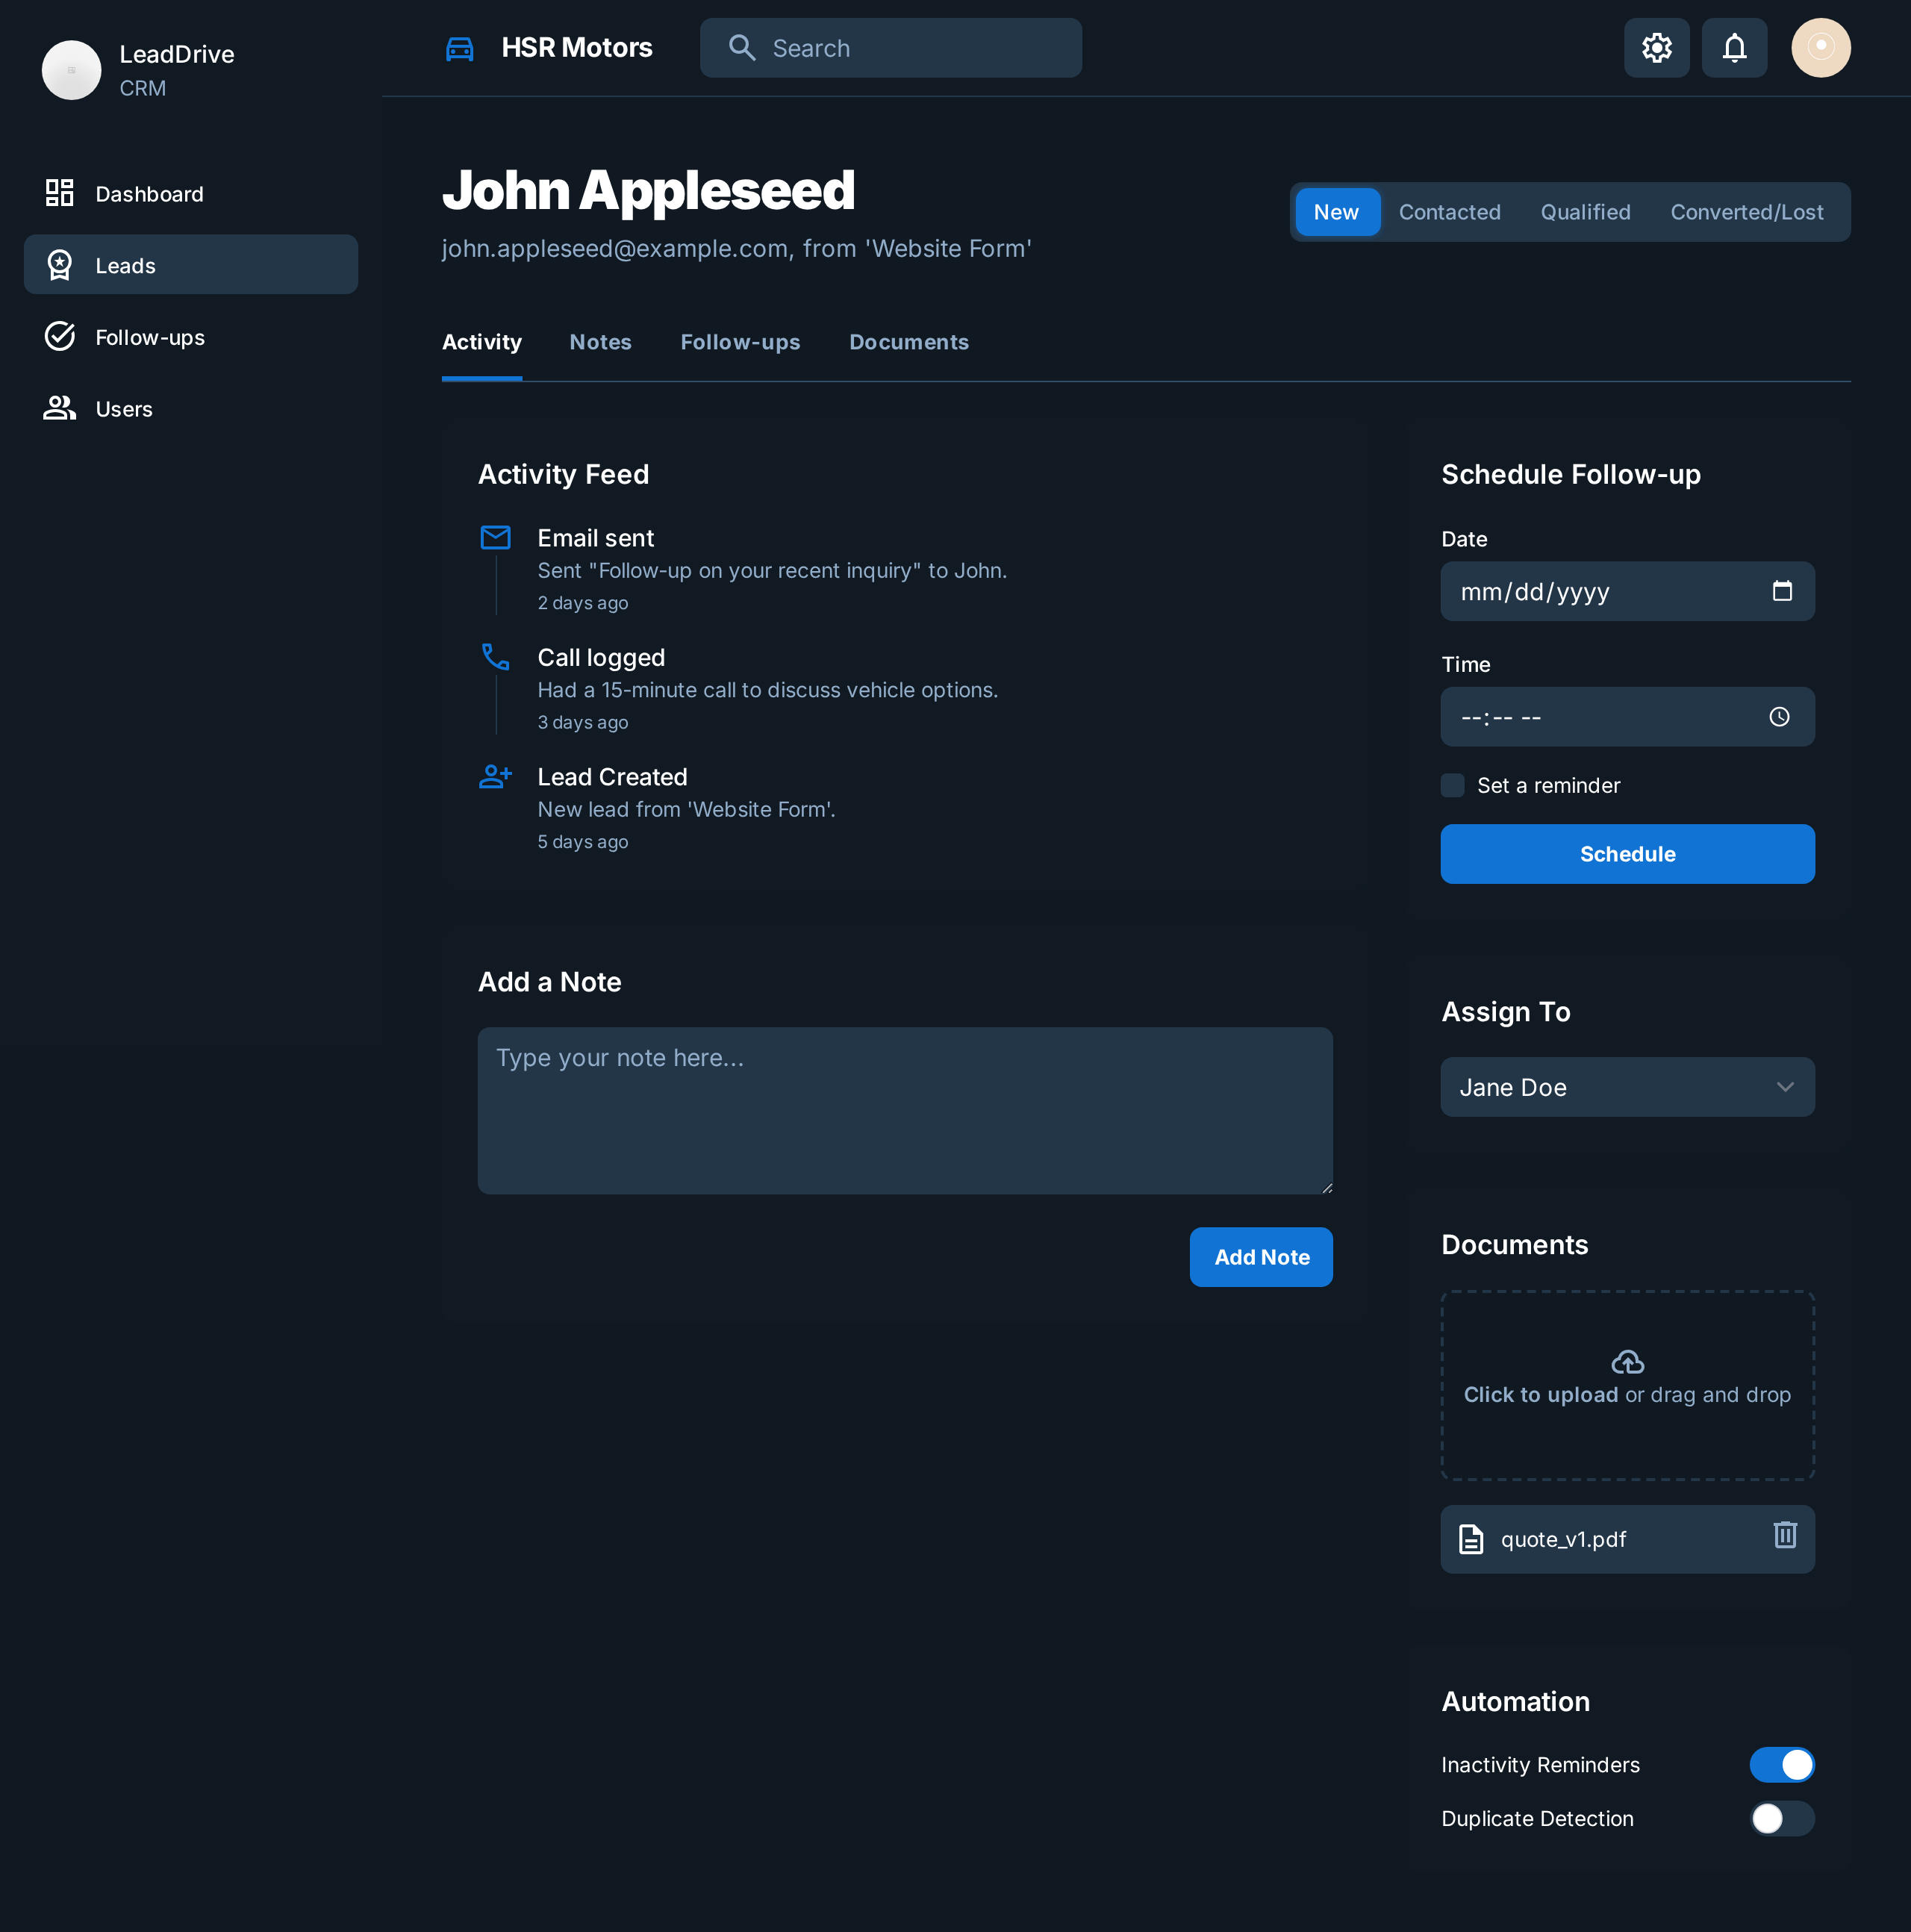 LeadDrive
CRM
Dashboard
Leads
Follow-ups
Users
HSR Motors
Search
John Appleseed
john.appleseed@example.com, from 'Website Form'
New
Contacted
Qualified
Converted/Lost
Activity
Notes
Follow-ups
Documents
Activity Feed
Email sent
Sent "Follow-up on your recent inquiry" to John.
2 days ago
Call logged
Had a 15-minute call to discuss vehicle options.
3 days ago
Lead Created
New lead from 'Website Form'.
5 days ago
Add a Note
Type your note here...
Add Note
Schedule Follow-up
Date
mm/dd/yyyy
Time
--:-- --
Set a reminder
Schedule
Assign To
Jane Doe
Documents
Click to upload or drag and drop
quote_v1.pdf
Automation
Inactivity Reminders
Duplicate Detection